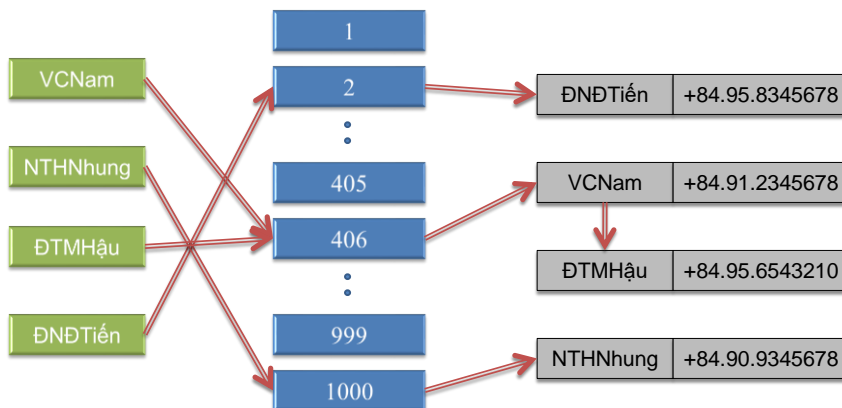 VCNam
NTHNhung
ĐTMHậu
ĐNĐTiến
1
2
405
406
999
1000
ĐNĐTiến +84.95.8345678
VCNam +84.91.2345678
ĐTMHậu +84.95.6543210
NTHNhung +84.90.9345678